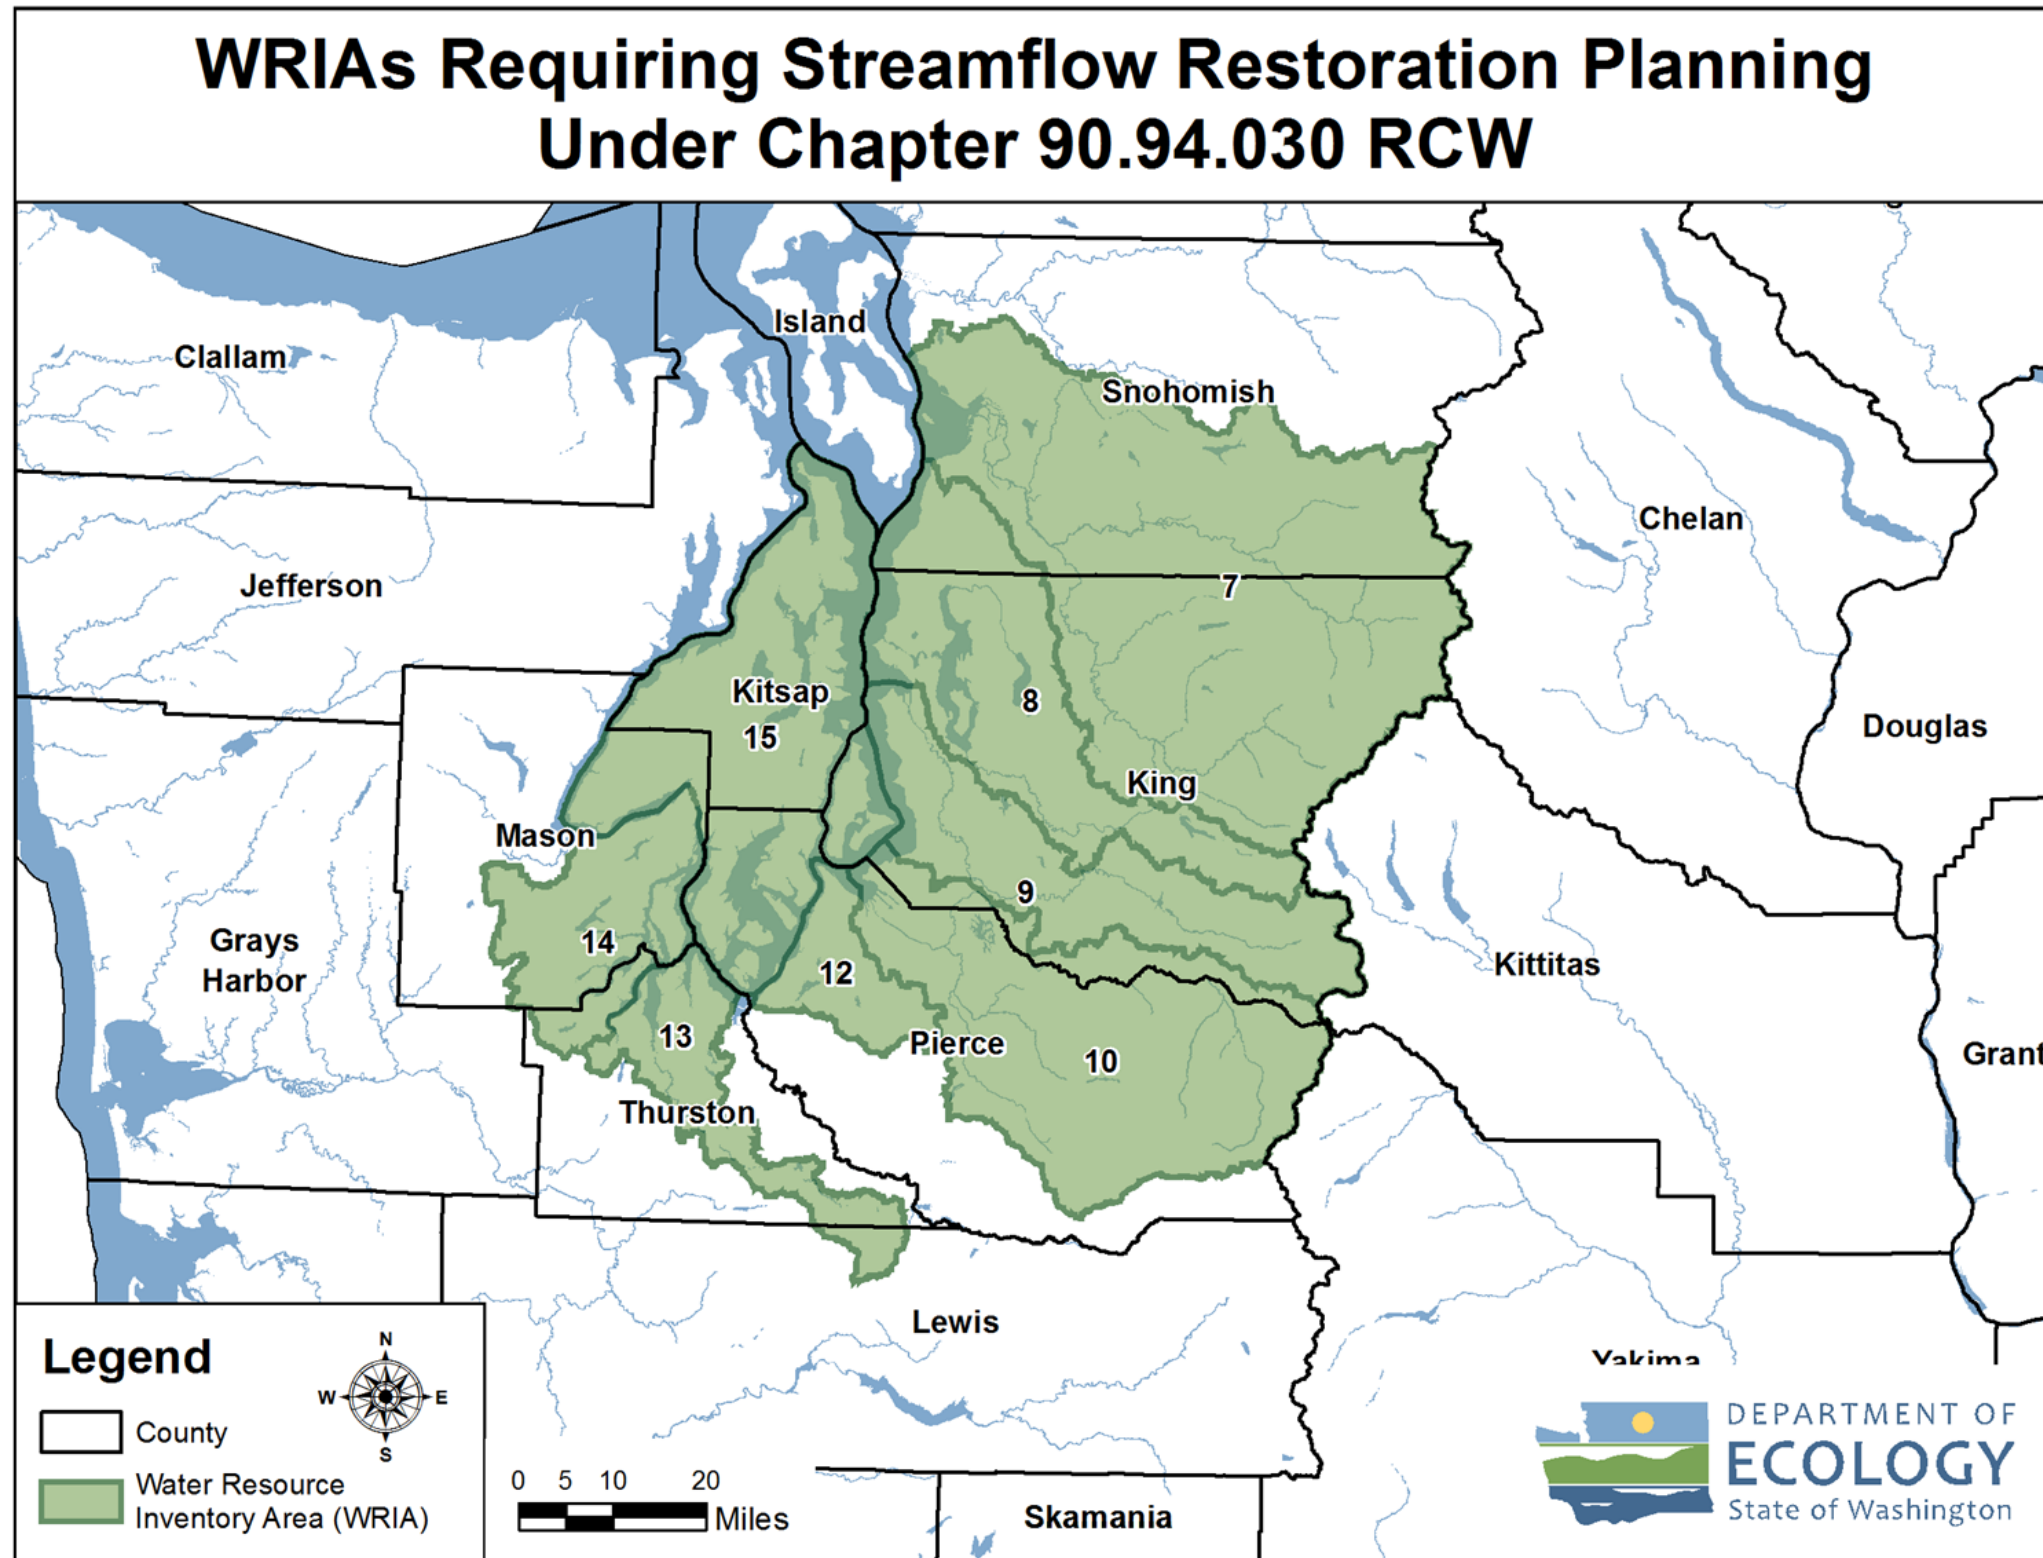 WRIAs Requiring Streamflow Restoration Planning
Under Chapter 90.94.030 RCW
Island
Clallam
Snohomish
Chelan
Jefferson
7
Kitsap
8
15
Douglas
King
Mason
9
Grays
Harbor
14
12
Kittitas
13
Pierce
10
Grant
Thurston
Lewis
Yakima
Skamania
Legend
N
W
E
S
County
Water Resource
Inventory Area (WRIA)
0 5 10 20
Miles
DEPARTMENT OF
ECOLOGY
State of Washington